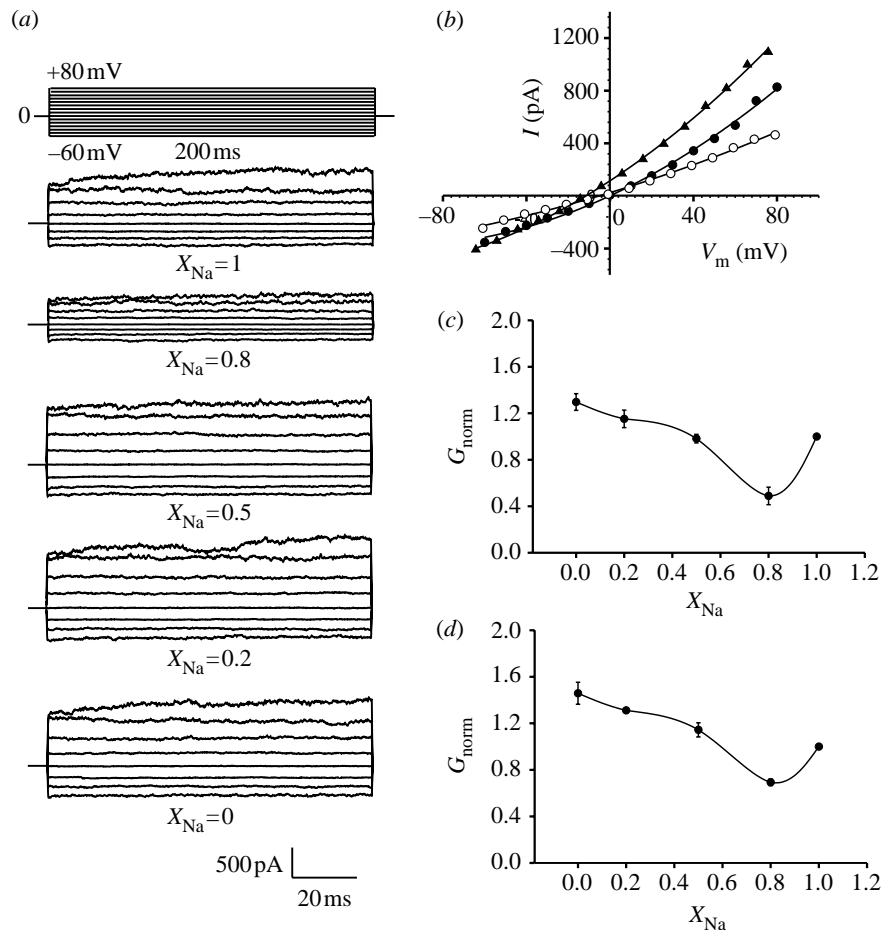 (a)
+80 mV
0
−60 mV
200 ms
X_Na = 1
X_Na = 0.8
X_Na = 0.5
X_Na = 0.2
X_Na = 0
500 pA
20 ms
(b)
1200
800
400
−400
I (pA)
−80
0
40
80
V_m (mV)
(c)
2.0
1.6
1.2
0.8
0.4
0.0
G_norm
0.0 0.2 0.4 0.6 0.8 1.0 1.2
X_Na
(d)
2.0
1.6
1.2
0.8
0.4
0.0
G_norm
0.0 0.2 0.4 0.6 0.8 1.0 1.2
X_Na